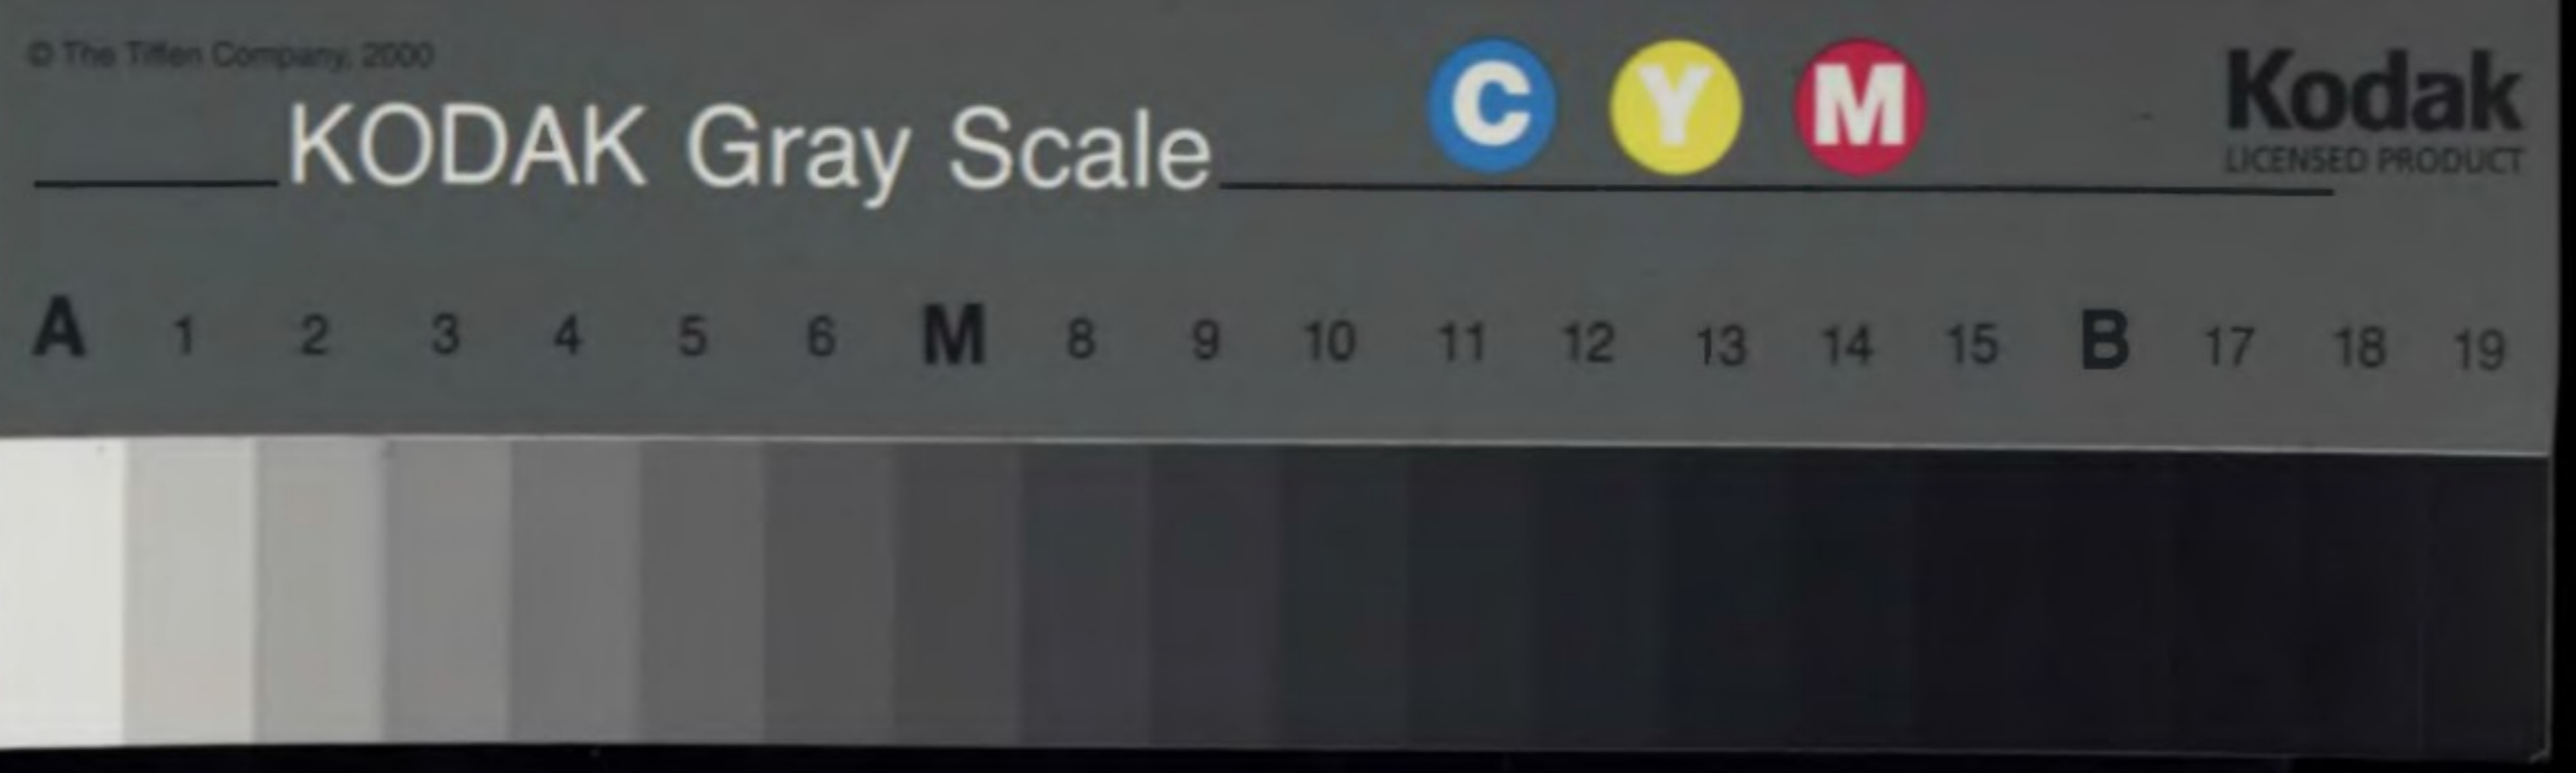 © The Tiffen Company, 2000
KODAK Gray Scale
C Y M
Kodak
LICENSED PRODUCT
A 1 2 3 4 5 6 M 8 9 10 11 12 13 14 15 B 17 18 19